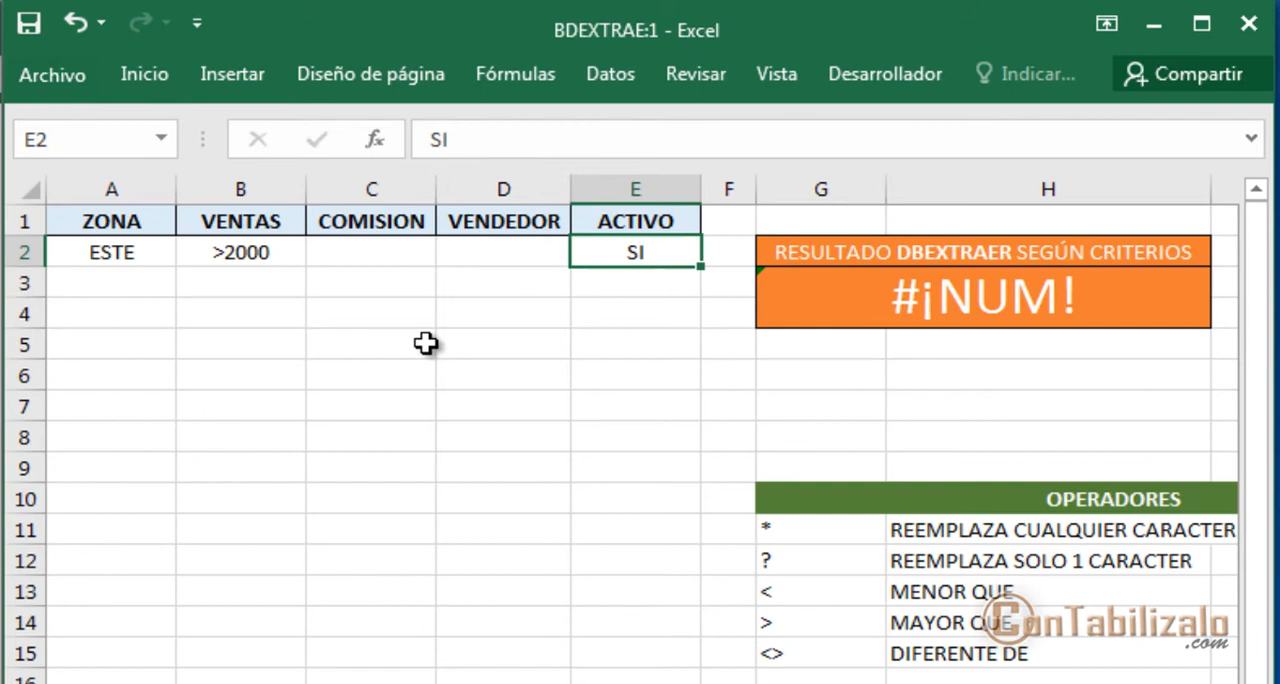 BDEXTRAE:1 - Excel
Archivo Inicio Insertar Diseño de página Fórmulas Datos Revisar Vista Desarrollador Indicar... Compartir
E2 fx SI
A B C D E F G H
1 ZONA VENTAS COMISION VENDEDOR ACTIVO
2 ESTE >2000 SI RESULTADO DBEXTRAER SEGÚN CRITERIOS
3 #¡NUM!
4
5
6
7
8
9
10 OPERADORES
11 * REEMPLAZA CUALQUIER CARACTER
12 ? REEMPLAZA SOLO 1 CARACTER
13 < MENOR QUE
14 > MAYOR QUE
15 <> DIFERENTE DE
16
ConTabilizalo
.com